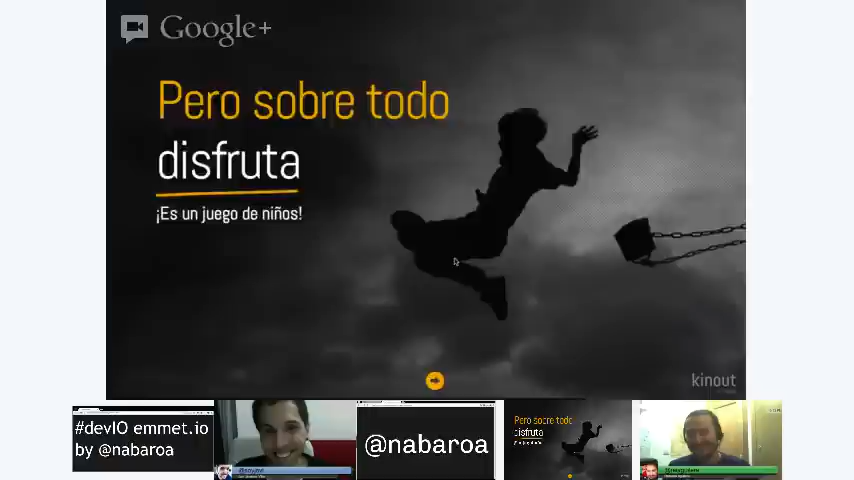 Google+
Pero sobre todo
disfruta
¡Es un juego de niños!
kinout
#devIO emmet.io
by @nabaroa
@nabaroa
Pero sobre todo
disfruta